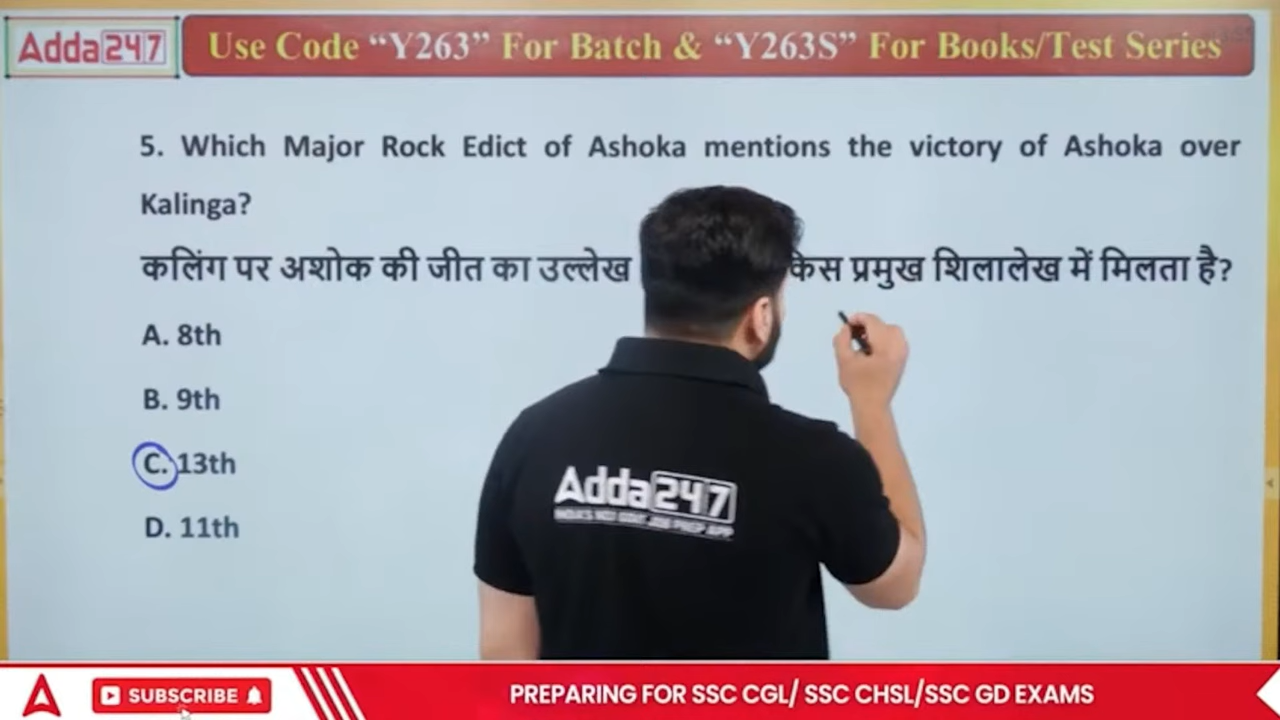 Adda247
Use Code “Y263” For Batch & “Y263S” For Books/Test Series
5. Which Major Rock Edict of Ashoka mentions the victory of Ashoka over
Kalinga?
कलिंग पर अशोक की जीत का उल्लेख किस प्रमुख शिलालेख में मिलता है?
A. 8th
B. 9th
C. 13th
D. 11th
Adda247
SUBSCRIBE
PREPARING FOR SSC CGL/ SSC CHSL/SSC GD EXAMS